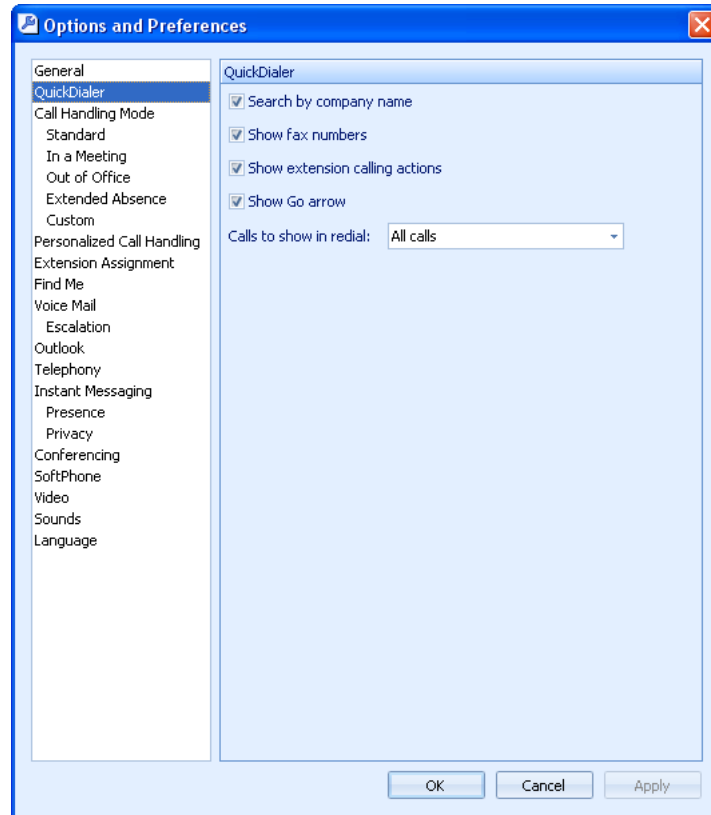 Options and Preferences
General
QuickDialer
Call Handling Mode
Standard
In a Meeting
Out of Office
Extended Absence
Custom
Personalized Call Handling
Extension Assignment
Find Me
Voice Mail
Escalation
Outlook
Telephony
Instant Messaging
Presence
Privacy
Conferencing
SoftPhone
Video
Sounds
Language
QuickDialer
Search by company name
Show fax numbers
Show extension calling actions
Show Go arrow
Calls to show in redial: All calls
OK Cancel Apply